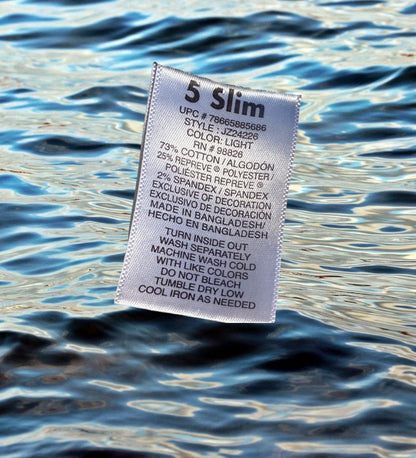 5 Slim
UPC # 78665885686
STYLE : JZ24226
COLOR: LIGHT
RN # 98826
73% COTTON / ALGODÓN
25% REPREVE ® POLYESTER/
POLIÉSTER REPREVE ®
2% SPANDEX / SPANDEX
EXCLUSIVE OF DECORATION
EXCLUSIVO DE DECORACIÓN
MADE IN BANGLADESH/
HECHO EN BANGLADESH
TURN INSIDE OUT
WASH SEPARATELY
MACHINE WASH COLD
WITH LIKE COLORS
DO NOT BLEACH
TUMBLE DRY LOW
COOL IRON AS NEEDED